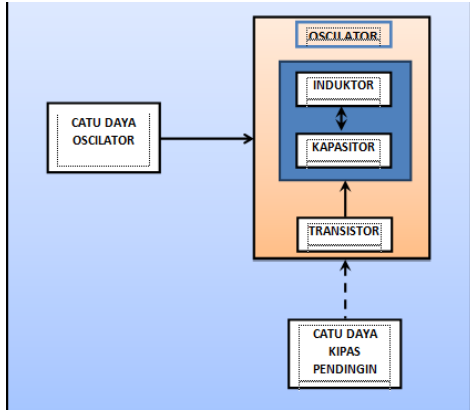 OSCILATOR
INDUKTOR
KAPASITOR
CATU DAYA
OSCILATOR
TRANSISTOR
CATU DAYA
KIPAS
PENDINGIN